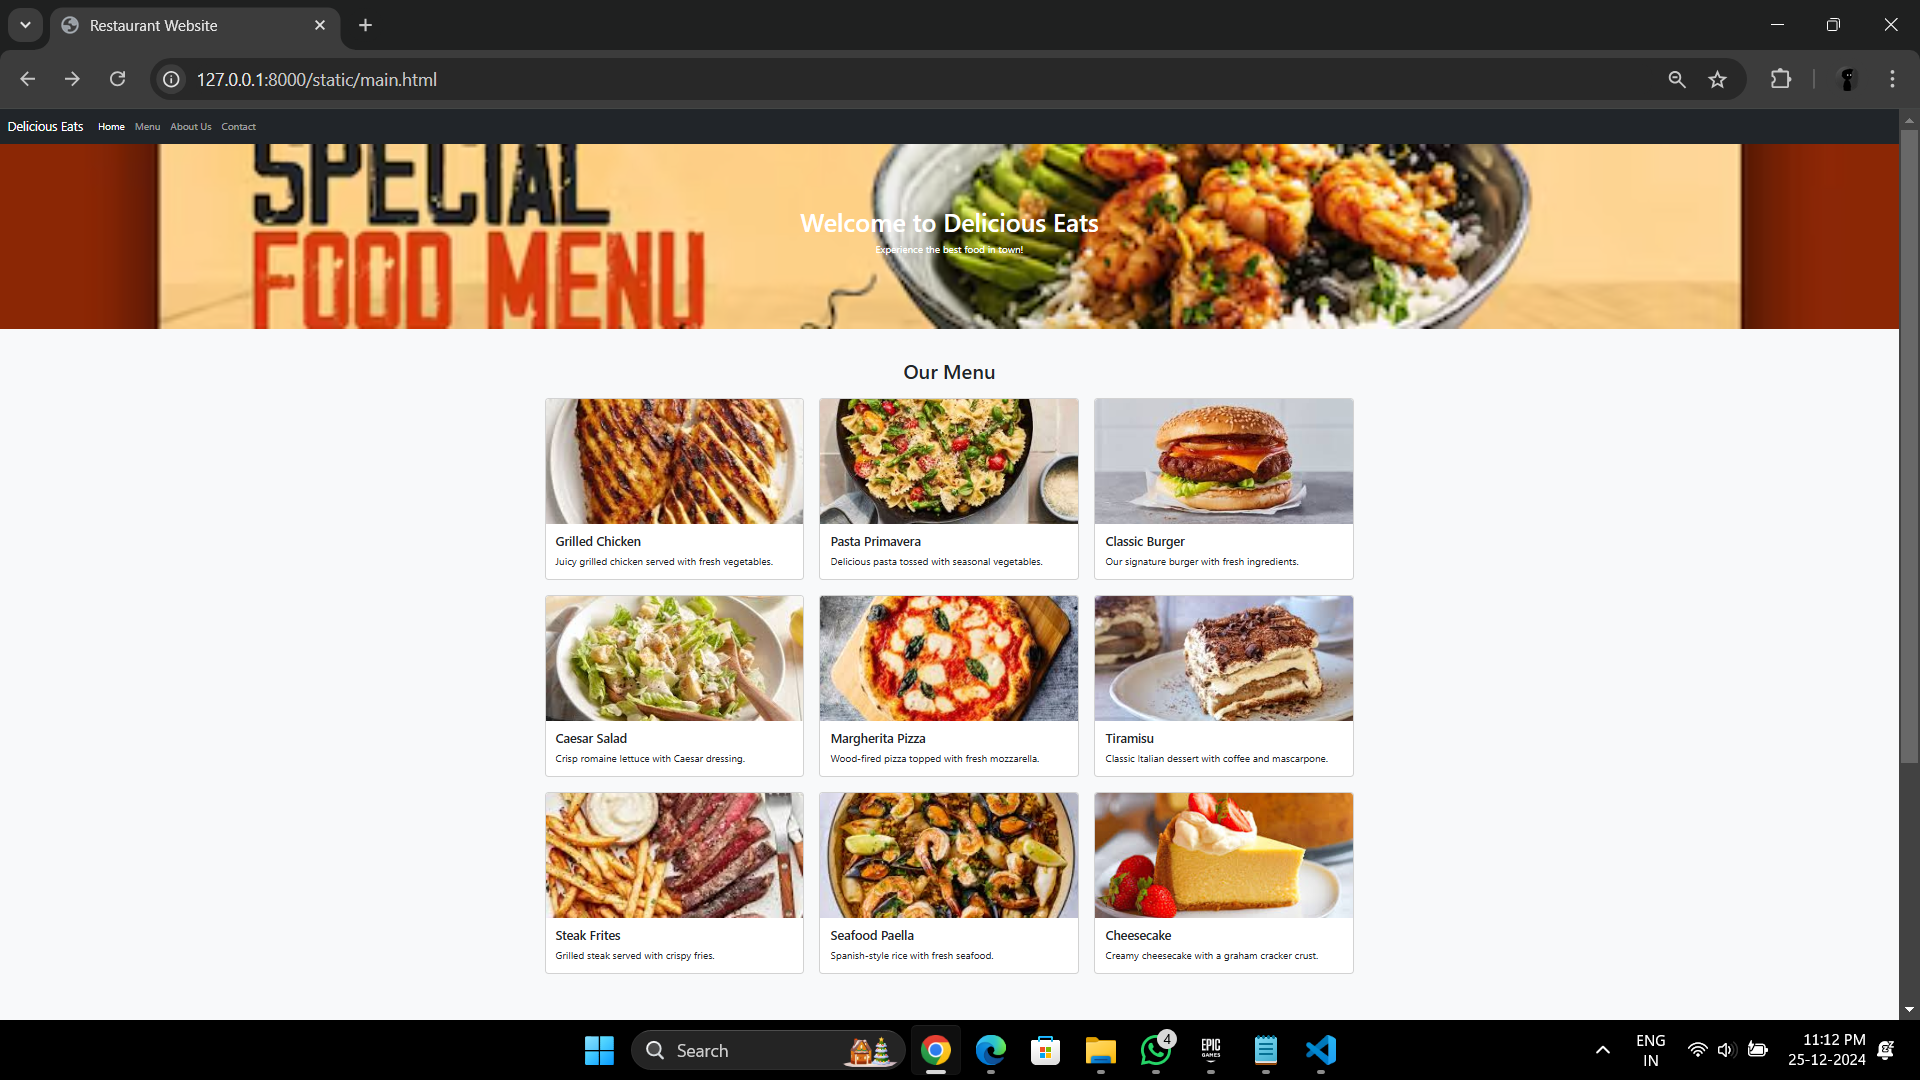 Restaurant Website
127.0.0.1:8000/static/main.html
Delicious Eats Home Menu About Us Contact
SPECIAL
FOOD MENU
Welcome to Delicious Eats
Experience the best food in town!
Our Menu
Grilled Chicken
Juicy grilled chicken served with fresh vegetables.
Pasta Primavera
Delicious pasta tossed with seasonal vegetables.
Classic Burger
Our signature burger with fresh ingredients.
Caesar Salad
Crisp romaine lettuce with Caesar dressing.
Margherita Pizza
Wood-fired pizza topped with fresh mozzarella.
Tiramisu
Classic Italian dessert with coffee and mascarpone.
Steak Frites
Grilled steak served with crispy fries.
Seafood Paella
Spanish-style rice with fresh seafood.
Cheesecake
Creamy cheesecake with a graham cracker crust.
Search
4
EPIC
GAMES
ENG
IN
11:12 PM
25-12-2024